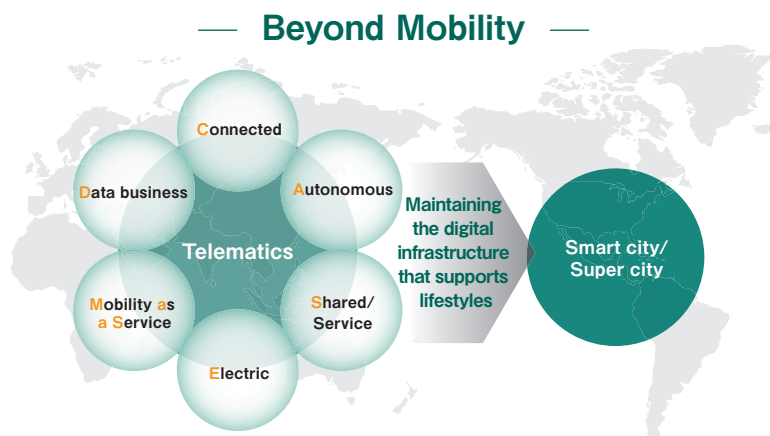 Beyond Mobility
Connected
Data business
Autonomous
Telematics
Mobility as
a Service
Shared/
Service
Electric
Maintaining
the digital
infrastructure
that supports
lifestyles
Smart city/
Super city